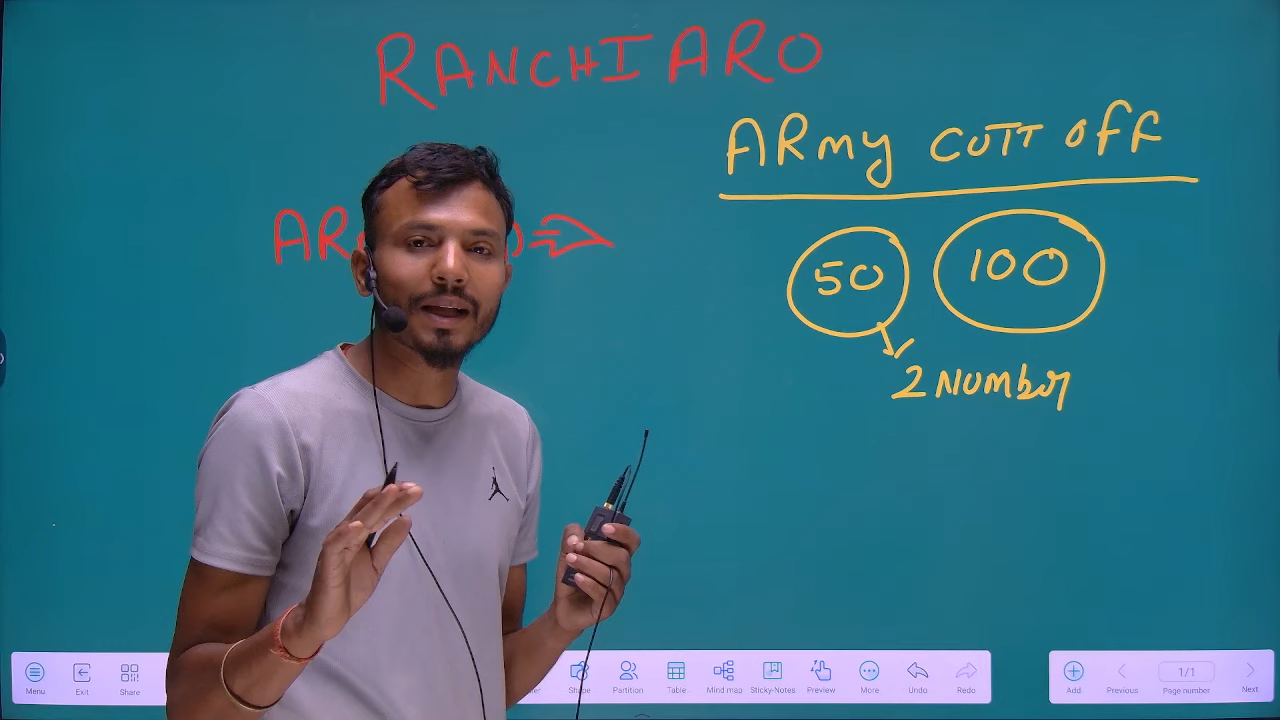 RANCHI ARO
ARmy CUTT OFF
50 100
2 Number
Menu Exit Share Shape Partition Table Mind map Sticky-Notes Preview More Undo Redo Add Previous 1/1 Page number Next